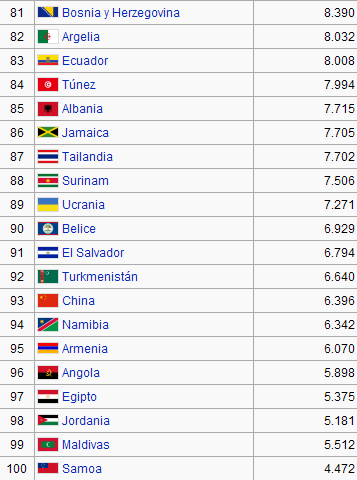 81 Bosnia y Herzegovina 8.390
82 Argelia 8.032
83 Ecuador 8.008
84 Túnez 7.994
85 Albania 7.715
86 Jamaica 7.705
87 Tailandia 7.702
88 Surinam 7.506
89 Ucrania 7.271
90 Belice 6.929
91 El Salvador 6.794
92 Turkmenistán 6.640
93 China 6.396
94 Namibia 6.342
95 Armenia 6.070
96 Angola 5.898
97 Egipto 5.375
98 Jordania 5.181
99 Maldivas 5.512
100 Samoa 4.472